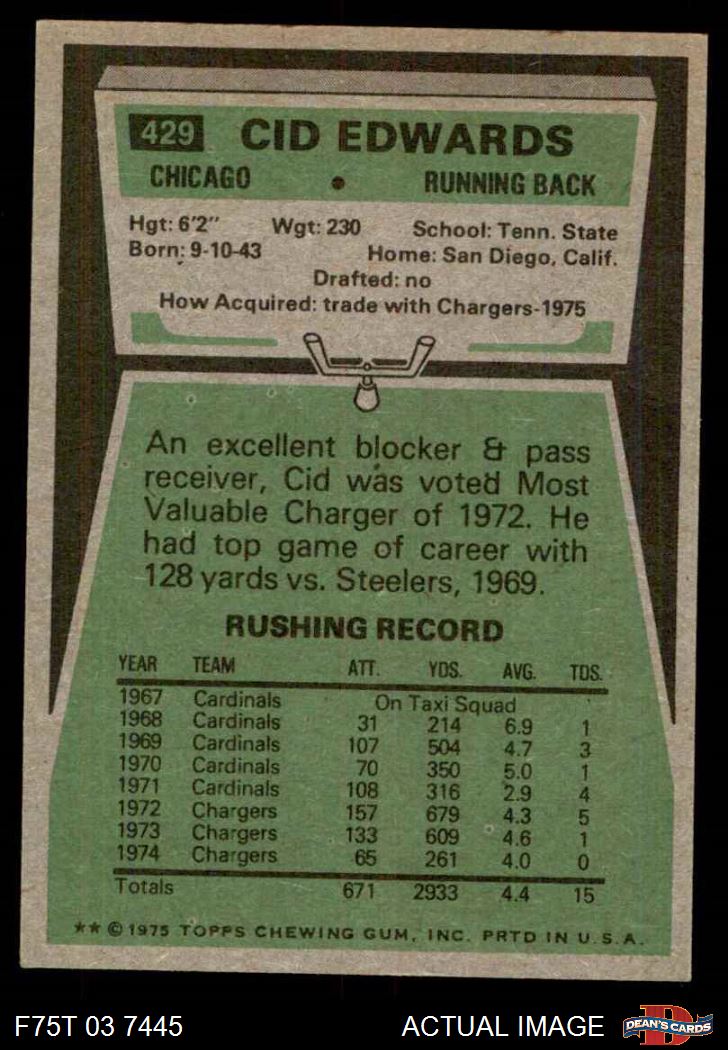 429 CID EDWARDS
CHICAGO • RUNNING BACK
Hgt: 6'2" Wgt: 230 School: Tenn. State
Born: 9-10-43 Home: San Diego, Calif.
Drafted: no
How Acquired: trade with Chargers-1975
An excellent blocker & pass
receiver, Cid was voted Most
Valuable Charger of 1972. He
had top game of career with
128 yards vs. Steelers, 1969.
RUSHING RECORD
YEAR TEAM ATT. YDS. AVG. TDS.
1967 Cardinals On Taxi Squad
1968 Cardinals 31 214 6.9 1
1969 Cardinals 107 504 4.7 3
1970 Cardinals 70 350 5.0 1
1971 Cardinals 108 316 2.9 4
1972 Chargers 157 679 4.3 5
1973 Chargers 133 609 4.6 1
1974 Chargers 65 261 4.0 0
Totals 671 2933 4.4 15
** © 1975 TOPPS CHEWING GUM, INC. PRTD IN U.S.A.
F75T 03 7445 ACTUAL IMAGE D DEAN'S CARDS